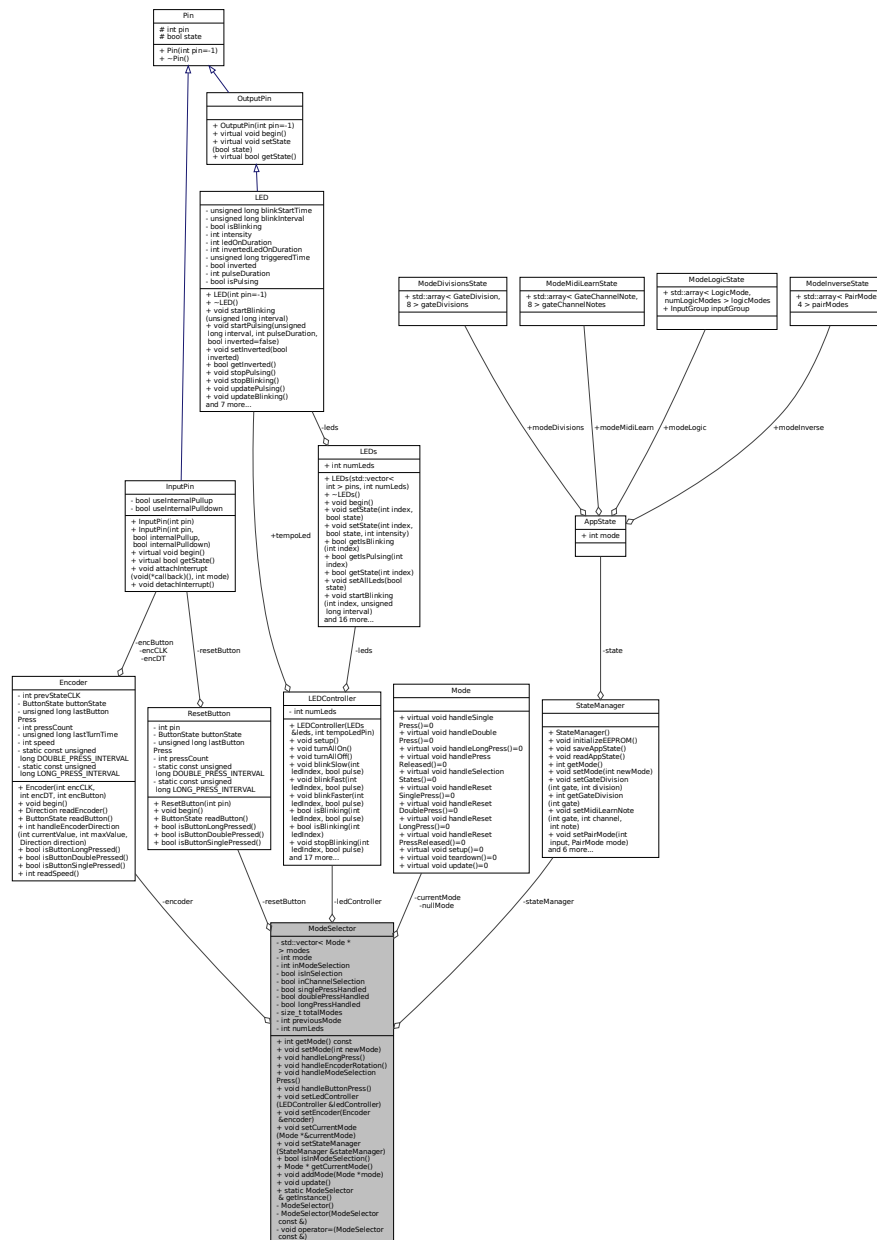 Pin
# int pin
# bool state
+ Pin(int pin=-1)
+ ~Pin()
OutputPin
+ OutputPin(int pin=-1)
+ virtual void begin()
+ virtual void setState
(bool state)
+ virtual bool getState()
LED
- unsigned long blinkStartTime
- unsigned long blinkInterval
- bool isBlinking
- int intensity
- int ledOnDuration
- int invertedLedOnDuration
- unsigned long triggeredTime
- bool inverted
- int pulseDuration
- bool isPulsing
+ LED(int pin=-1)
+ ~LED()
+ void startBlinking
(unsigned long interval)
+ void startPulsing(unsigned
long interval, int pulseDuration,
bool inverted=false)
+ void setInverted(bool
inverted)
+ bool getInverted()
+ void stopPulsing()
+ void stopBlinking()
+ void updatePulsing()
+ void updateBlinking()
and 7 more...
ModeDivisionsState
+ std::array< GateDivision,
8 > gateDivisions
ModeMidiLearnState
+ std::array< GateChannelNote,
8 > gateChannelNotes
ModeLogicState
+ std::array< LogicMode,
numLogicModes > logicModes
+ InputGroup inputGroup
ModeInverseState
+ std::array< PairMode
4 > pairModes
-leds
+modeDivisions
+modeMidiLearn
+modeLogic
+modeInverse
LEDs
+ int numLeds
+ LEDs(std::vector<
int > pins, int numLeds)
+ ~LEDs()
+ void begin()
+ void setState(int index,
bool state)
+ void setState(int index,
bool state, int intensity)
+ bool getIsBlinking
(int index)
+ bool getIsPulsing(int
index)
+ bool getState(int index)
+ void setAllLeds(bool
state)
+ void startBlinking
(int index, unsigned
long interval)
and 16 more...
InputPin
- bool useInternalPullup
- bool useInternalPulldown
+ InputPin(int pin)
+ InputPin(int pin,
bool internalPullup,
bool internalPulldown)
+ virtual void begin()
+ virtual bool getState()
+ void attachInterrupt
(void(*callback)(), int mode)
+ void detachInterrupt()
+tempoLed
AppState
+ int mode
-encButton
-encCLK
-encDT
-resetButton
-leds
-state
Encoder
- int prevStateCLK
- ButtonState buttonState
- unsigned long lastButton
Press
- int pressCount
- unsigned long lastTurnTime
- int speed
- static const unsigned
long DOUBLE_PRESS_INTERVAL
- static const unsigned
long LONG_PRESS_INTERVAL
+ Encoder(int encCLK,
int encDT, int encButton)
+ void begin()
+ Direction readEncoder()
+ ButtonState readButton()
+ int handleEncoderDirection
(int currentValue, int maxValue,
Direction direction)
+ bool isButtonLongPressed()
+ bool isButtonDoublePressed()
+ bool isButtonSinglePressed()
+ int readSpeed()
ResetButton
- int pin
- ButtonState buttonState
- unsigned long lastButton
Press
- int pressCount
- static const unsigned
long DOUBLE_PRESS_INTERVAL
- static const unsigned
long LONG_PRESS_INTERVAL
+ ResetButton(int pin)
+ void begin()
+ ButtonState readButton()
+ bool isButtonLongPressed()
+ bool isButtonDoublePressed()
+ bool isButtonSinglePressed()
LEDController
- int numLeds
+ LEDController(LEDs
&leds, int tempoLedPin)
+ void setup()
+ void turnAllOn()
+ void turnAllOff()
+ void blinkSlow(int
ledIndex, bool pulse)
+ void blinkFast(int
ledIndex, bool pulse)
+ void blinkFaster(int
ledIndex, bool pulse)
+ bool isBlinking(int
ledIndex, bool pulse)
+ bool isBlinking(int
ledIndex)
+ void stopBlinking(int
ledIndex, bool pulse)
and 17 more...
Mode
+ virtual void handleSingle
Press()=0
+ virtual void handleDouble
Press()=0
+ virtual void handleLongPress()=0
+ virtual void handlePress
Released()=0
+ virtual void handleSelection
States()=0
+ virtual void handleReset
SinglePress()=0
+ virtual void handleReset
DoublePress()=0
+ virtual void handleReset
LongPress()=0
+ virtual void handleReset
PressReleased()=0
+ virtual void setup()=0
+ virtual void teardown()=0
+ virtual void update()=0
StateManager
+ StateManager()
+ void initializeEEPROM()
+ void saveAppState()
+ void readAppState()
+ int getMode()
+ void setMode(int newMode)
+ void setGateDivision
(int gate, int division)
+ int getGateDivision
(int gate)
+ void setMidiLearnNote
(int gate, int channel,
int note)
+ void setPairMode(int
input, PairMode mode)
and 6 more...
-encoder
-resetButton
-ledController
-currentMode
-nullMode
-stateManager
ModeSelector
- std::vector< Mode *
> modes
- int mode
- int inModeSelection
- bool isInSelection
- bool inChannelSelection
- bool singlePressHandled
- bool doublePressHandled
- bool longPressHandled
- size_t totalModes
- int previousMode
- int numLeds
+ int getMode() const
+ void setMode(int newMode)
+ void handleLongPress()
+ void handleEncoderRotation()
+ void handleModeSelection
Press()
+ void handleButtonPress()
+ void setLedController
(LEDController &ledController)
+ void setEncoder(Encoder
&encoder)
+ void setCurrentMode
(Mode *&currentMode)
+ void setStateManager
(StateManager &stateManager)
+ bool isInModeSelection()
+ Mode * getCurrentMode()
+ void addMode(Mode *mode)
+ void update()
+ static ModeSelector
& getInstance()
- ModeSelector()
- ModeSelector(ModeSelector
const &)
- void operator=(ModeSelector
const &)